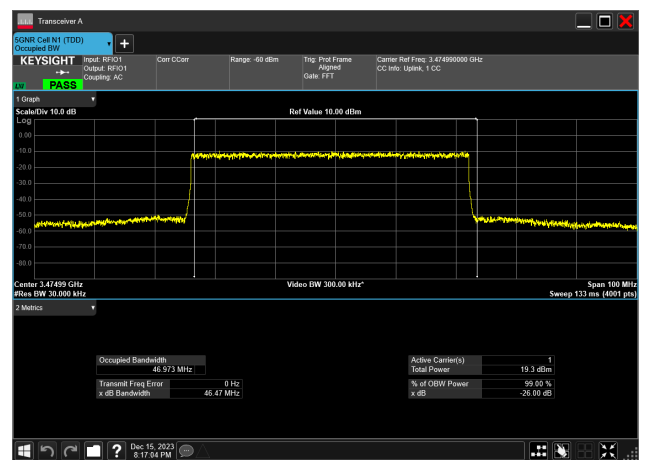 Transceiver A
5GNR Cell N1 (TDD)
Occupied BW
KEYSIGHT
Input: RFIO1
Output: RFIO1
Coupling: AC
Corr CCorr
Range: -60 dBm
Trig: Prot Frame
Aligned
Gate: FFT
Carrier Ref Freq: 3.474990000 GHz
CC Info: Uplink, 1 CC
LV PASS
1 Graph
Scale/Div 10.0 dB
Ref Value 10.00 dBm
Log
0.00
-10.0
-20.0
-30.0
-40.0
-50.0
-60.0
-70.0
-80.0
Center 3.47499 GHz
Video BW 300.00 kHz*
Span 100 MHz
#Res BW 30.000 kHz
Sweep 133 ms (4001 pts)
2 Metrics
Occupied Bandwidth
46.973 MHz
Transmit Freq Error 0 Hz
x dB Bandwidth 46.47 MHz
Active Carrier(s) 1
Total Power 19.3 dBm
% of OBW Power 99.00 %
x dB -26.00 dB
Dec 15, 2023
8:17:04 PM